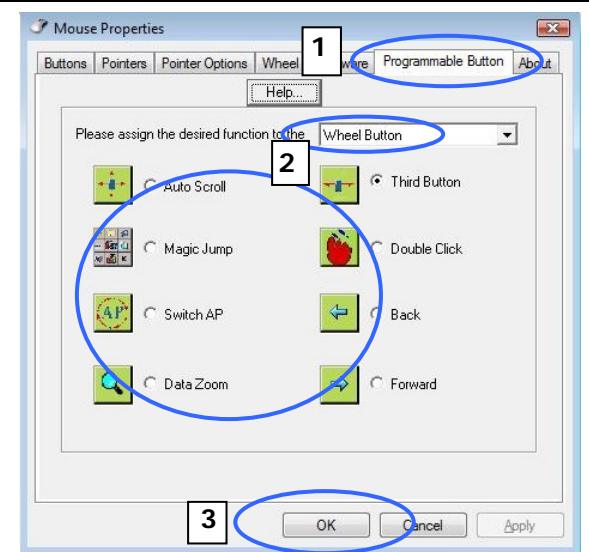 Mouse Properties
1
Buttons Pointers Pointer Options Wheel ware Programmable Button About
Help...
Please assign the desired function to the Wheel Button
2
Auto Scroll Third Button
Magic Jump Double Click
AP Switch AP Back
Data Zoom Forward
3 OK Cancel Apply